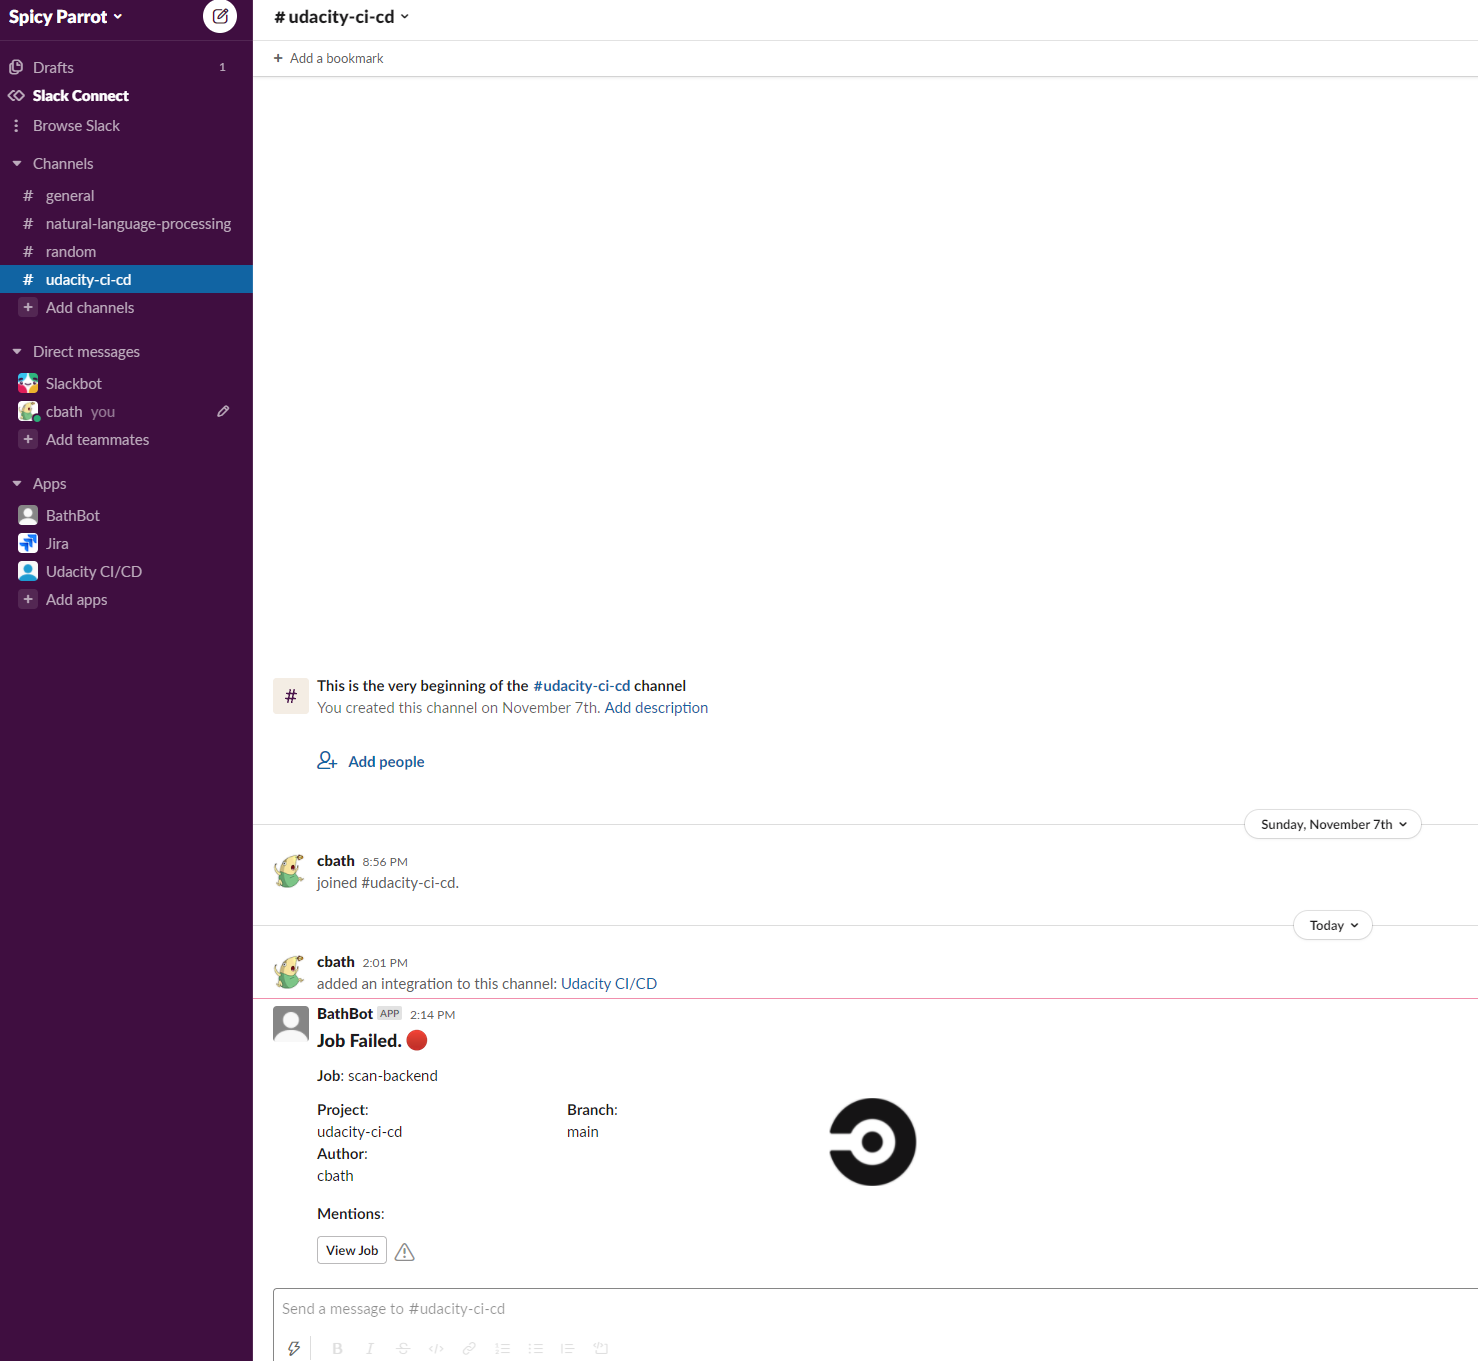 Spicy Parrot
Drafts 1
Slack Connect
Browse Slack
Channels
# general
# natural-language-processing
# random
# udacity-ci-cd
+ Add channels
Direct messages
Slackbot
cbath you
+ Add teammates
Apps
BathBot
Jira
Udacity CI/CD
+ Add apps
# udacity-ci-cd
+ Add a bookmark
# This is the very beginning of the #udacity-ci-cd channel
You created this channel on November 7th. Add description
Add people
Sunday, November 7th
cbath 8:56 PM
joined #udacity-ci-cd.
Today
cbath 2:01 PM
added an integration to this channel: Udacity CI/CD
BathBot APP 2:14 PM
Job Failed.
Job: scan-backend
Project: Branch:
udacity-ci-cd main
Author:
cbath
Mentions:
View Job
Send a message to #udacity-ci-cd
B I S </>